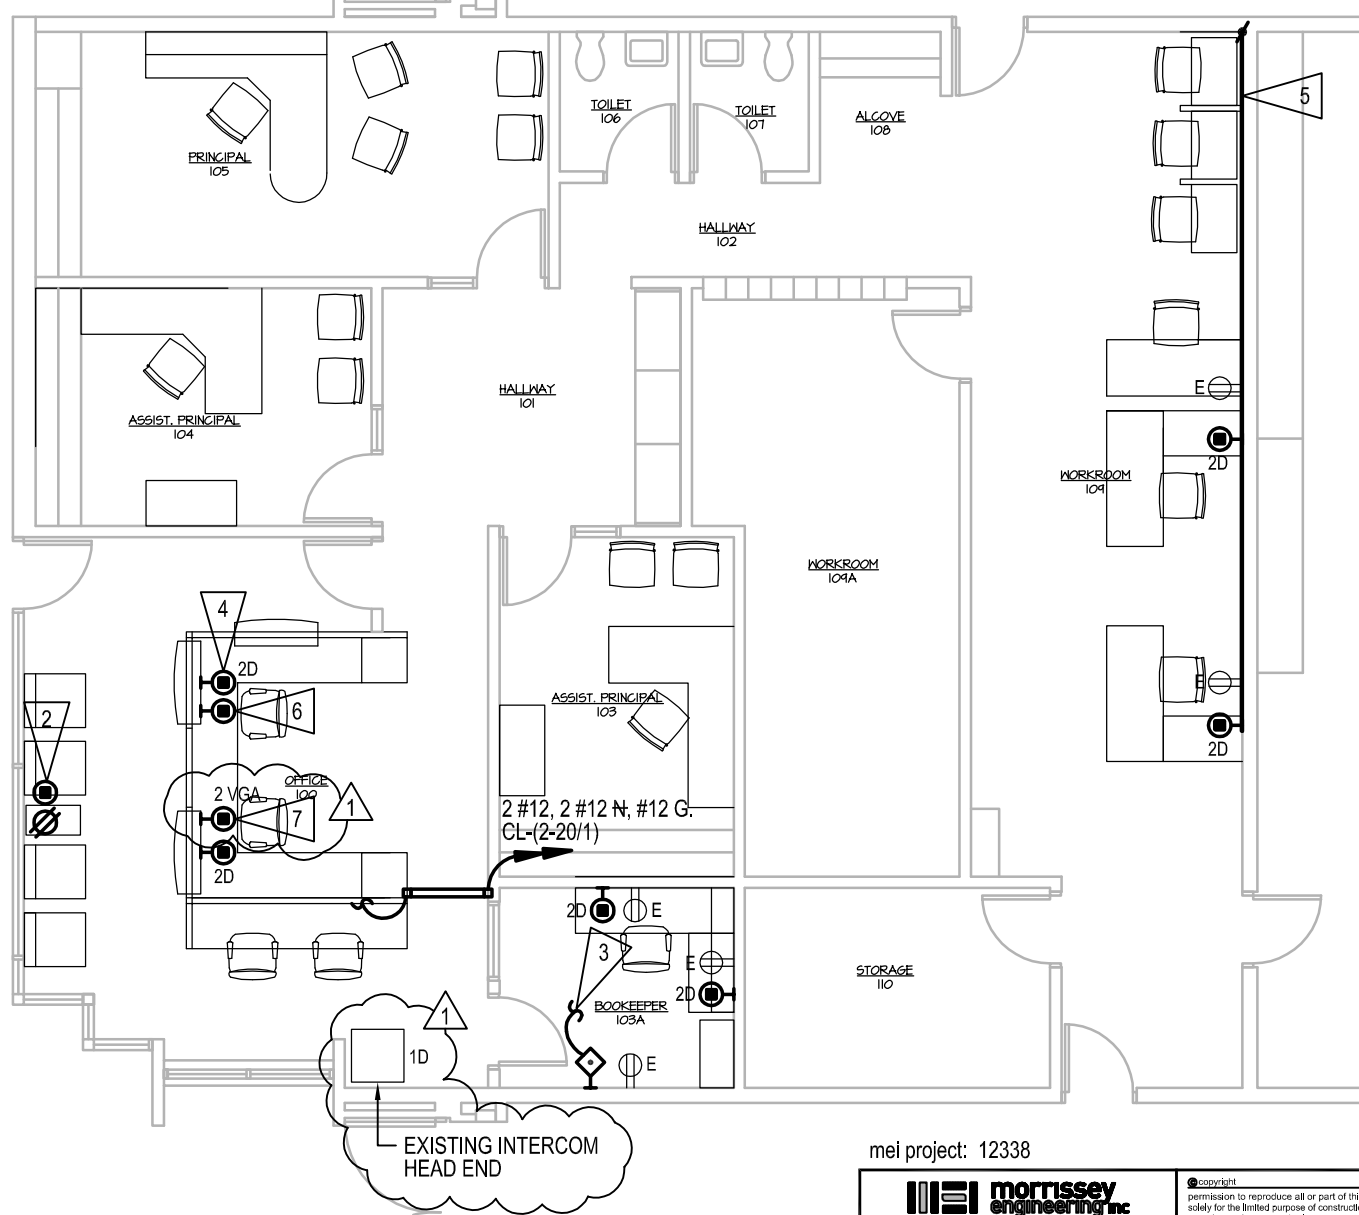 5
TOILET
106
TOILET
107
ALCOVE
108
PRINCIPAL
105
HALLWAY
102
HALLWAY
101
E
ASSIST. PRINCIPAL
104
2D
WORKROOM
109
WORKROOM
109A
4
2D
6
ASSIST. PRINCIPAL
103
E
2
2D
OFFICE
100
2 VGA
1
7
2 #12, 2 #12 N, #12 G.
CL-(2-20/1)
2D
2D
E
3
E
STORAGE
110
2D
BOOKEEPER
103A
1
1D
E
EXISTING INTERCOM
HEAD END
mei project: 12338
morrissey
engineering inc
©copyright
permission to reproduce all or part of thi
solely for the limited purpose of constructi